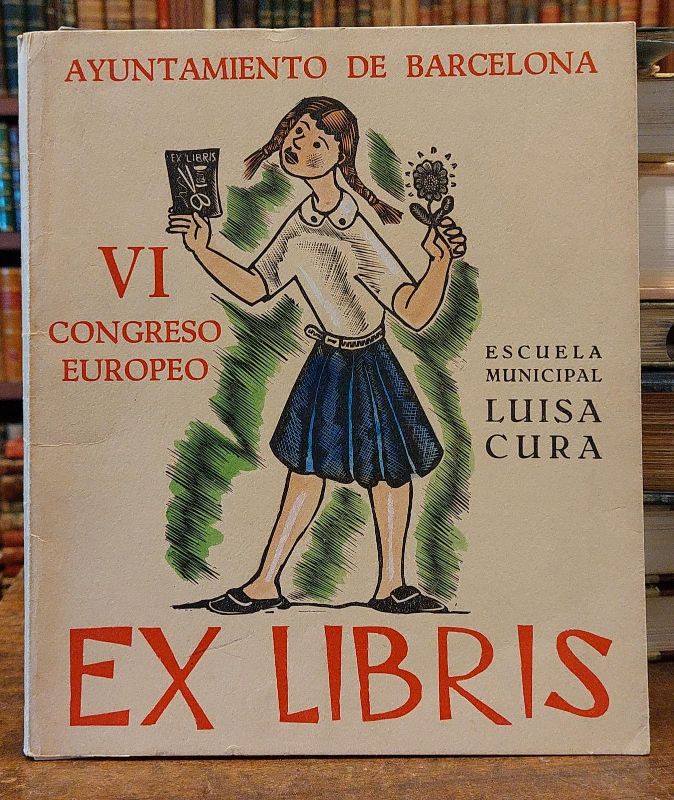 AYUNTAMIENTO DE BARCELONA
EX LIBRIS
VI
CONGRESO
EUROPEO
ESCUELA
MUNICIPAL
LUISA
CURA
EX LIBRIS